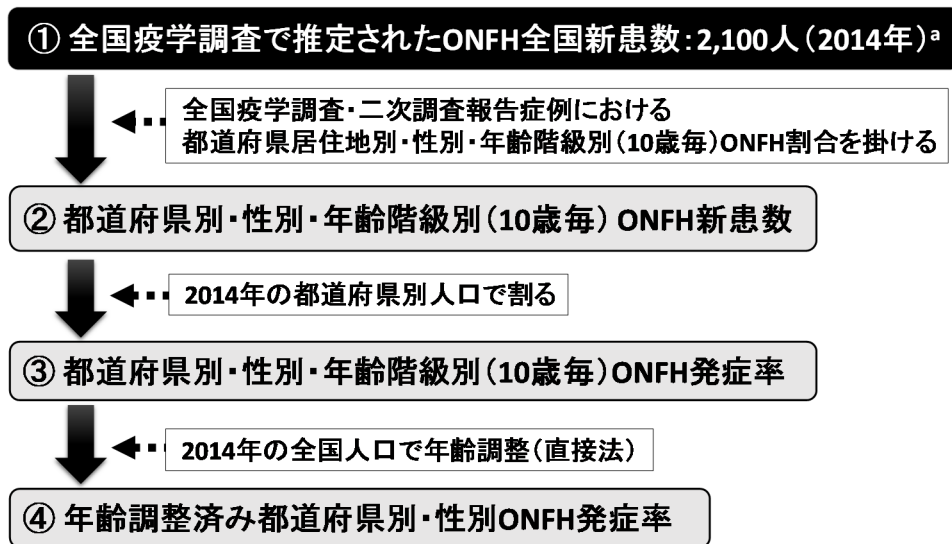 ① 全国疫学調査で推定されたONFH全国新患数：2,100人（2014年）a
全国疫学調査・二次調査報告症例における
都道府県居住地別・性別・年齢階級別（10歳毎）ONFH割合を掛ける
② 都道府県別・性別・年齢階級別（10歳毎） ONFH新患数
2014年の都道府県別人口で割る
③ 都道府県別・性別・年齢階級別（10歳毎）ONFH発症率
2014年の全国人口で年齢調整（直接法）
④ 年齢調整済み都道府県別・性別ONFH発症率